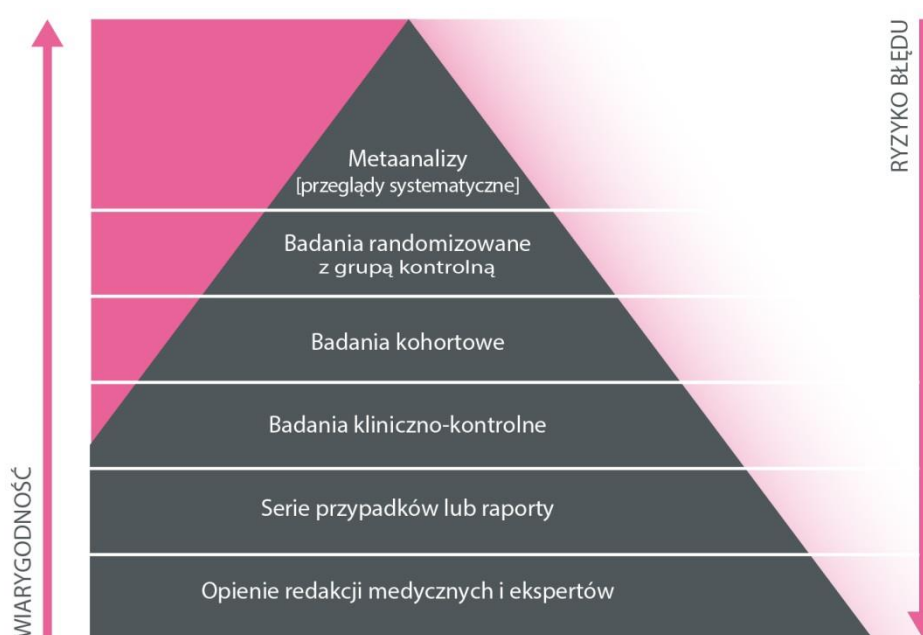 RYZYKO BŁĘDU
Metaanalizy
[przeglądy systematyczne]
Badania randomizowane
z grupą kontrolną
Badania kohortowe
Badania kliniczno-kontrolne
Serie przypadków lub raporty
Opienie redakcji medycznych i ekspertów
WIARYGODNOŚĆ